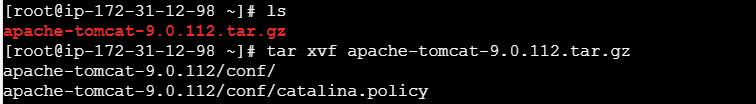 [root@ip-172-31-12-98 ~]# ls
apache-tomcat-9.0.112.tar.gz
[root@ip-172-31-12-98 ~]# tar xvf apache-tomcat-9.0.112.tar.gz
apache-tomcat-9.0.112/conf/
apache-tomcat-9.0.112/conf/catalina.policy